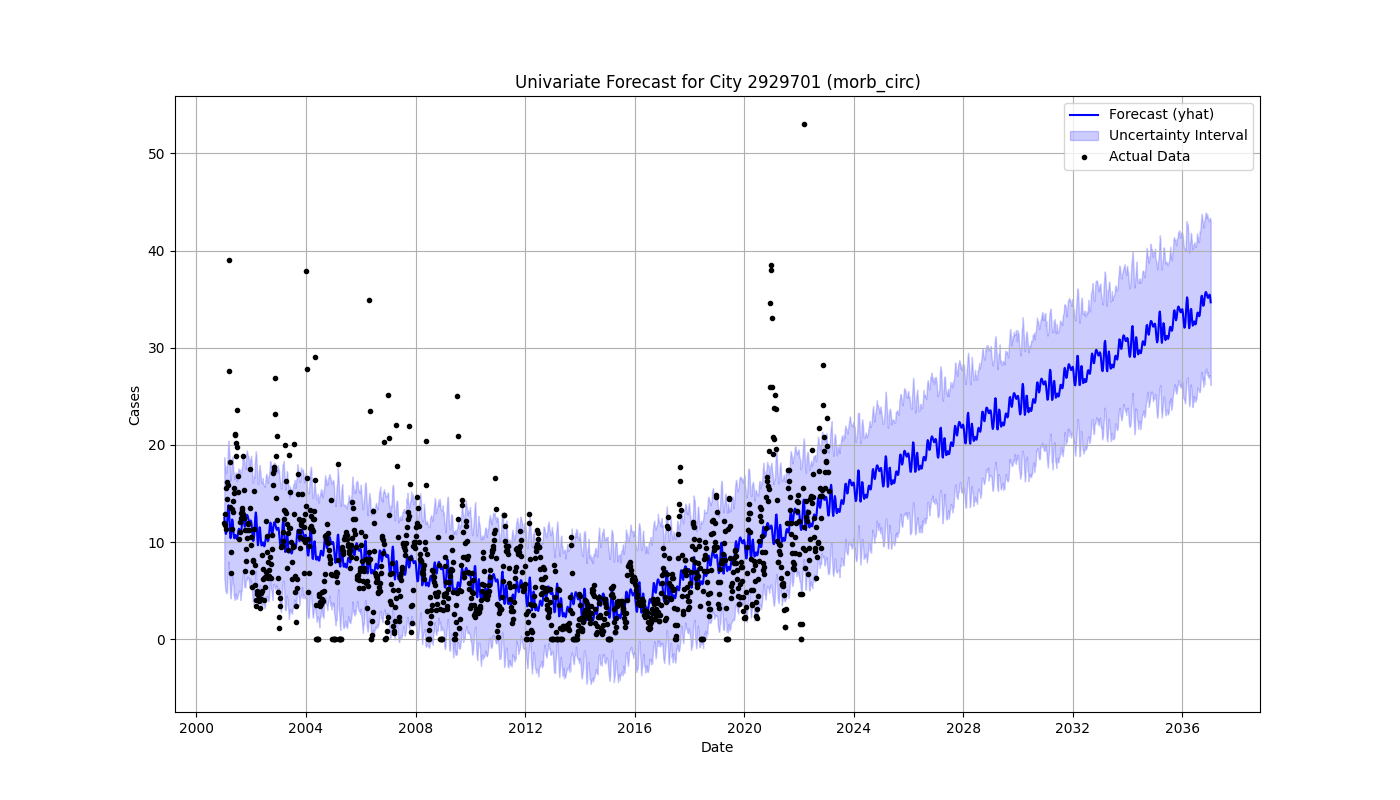 Univariate Forecast for City 2929701 (morb_circ)
Forecast (yhat)
Uncertainty Interval
Actual Data
50
40
30
20
10
0
Cases
2000 2004 2008 2012 2016 2020 2024 2028 2032 2036
Date